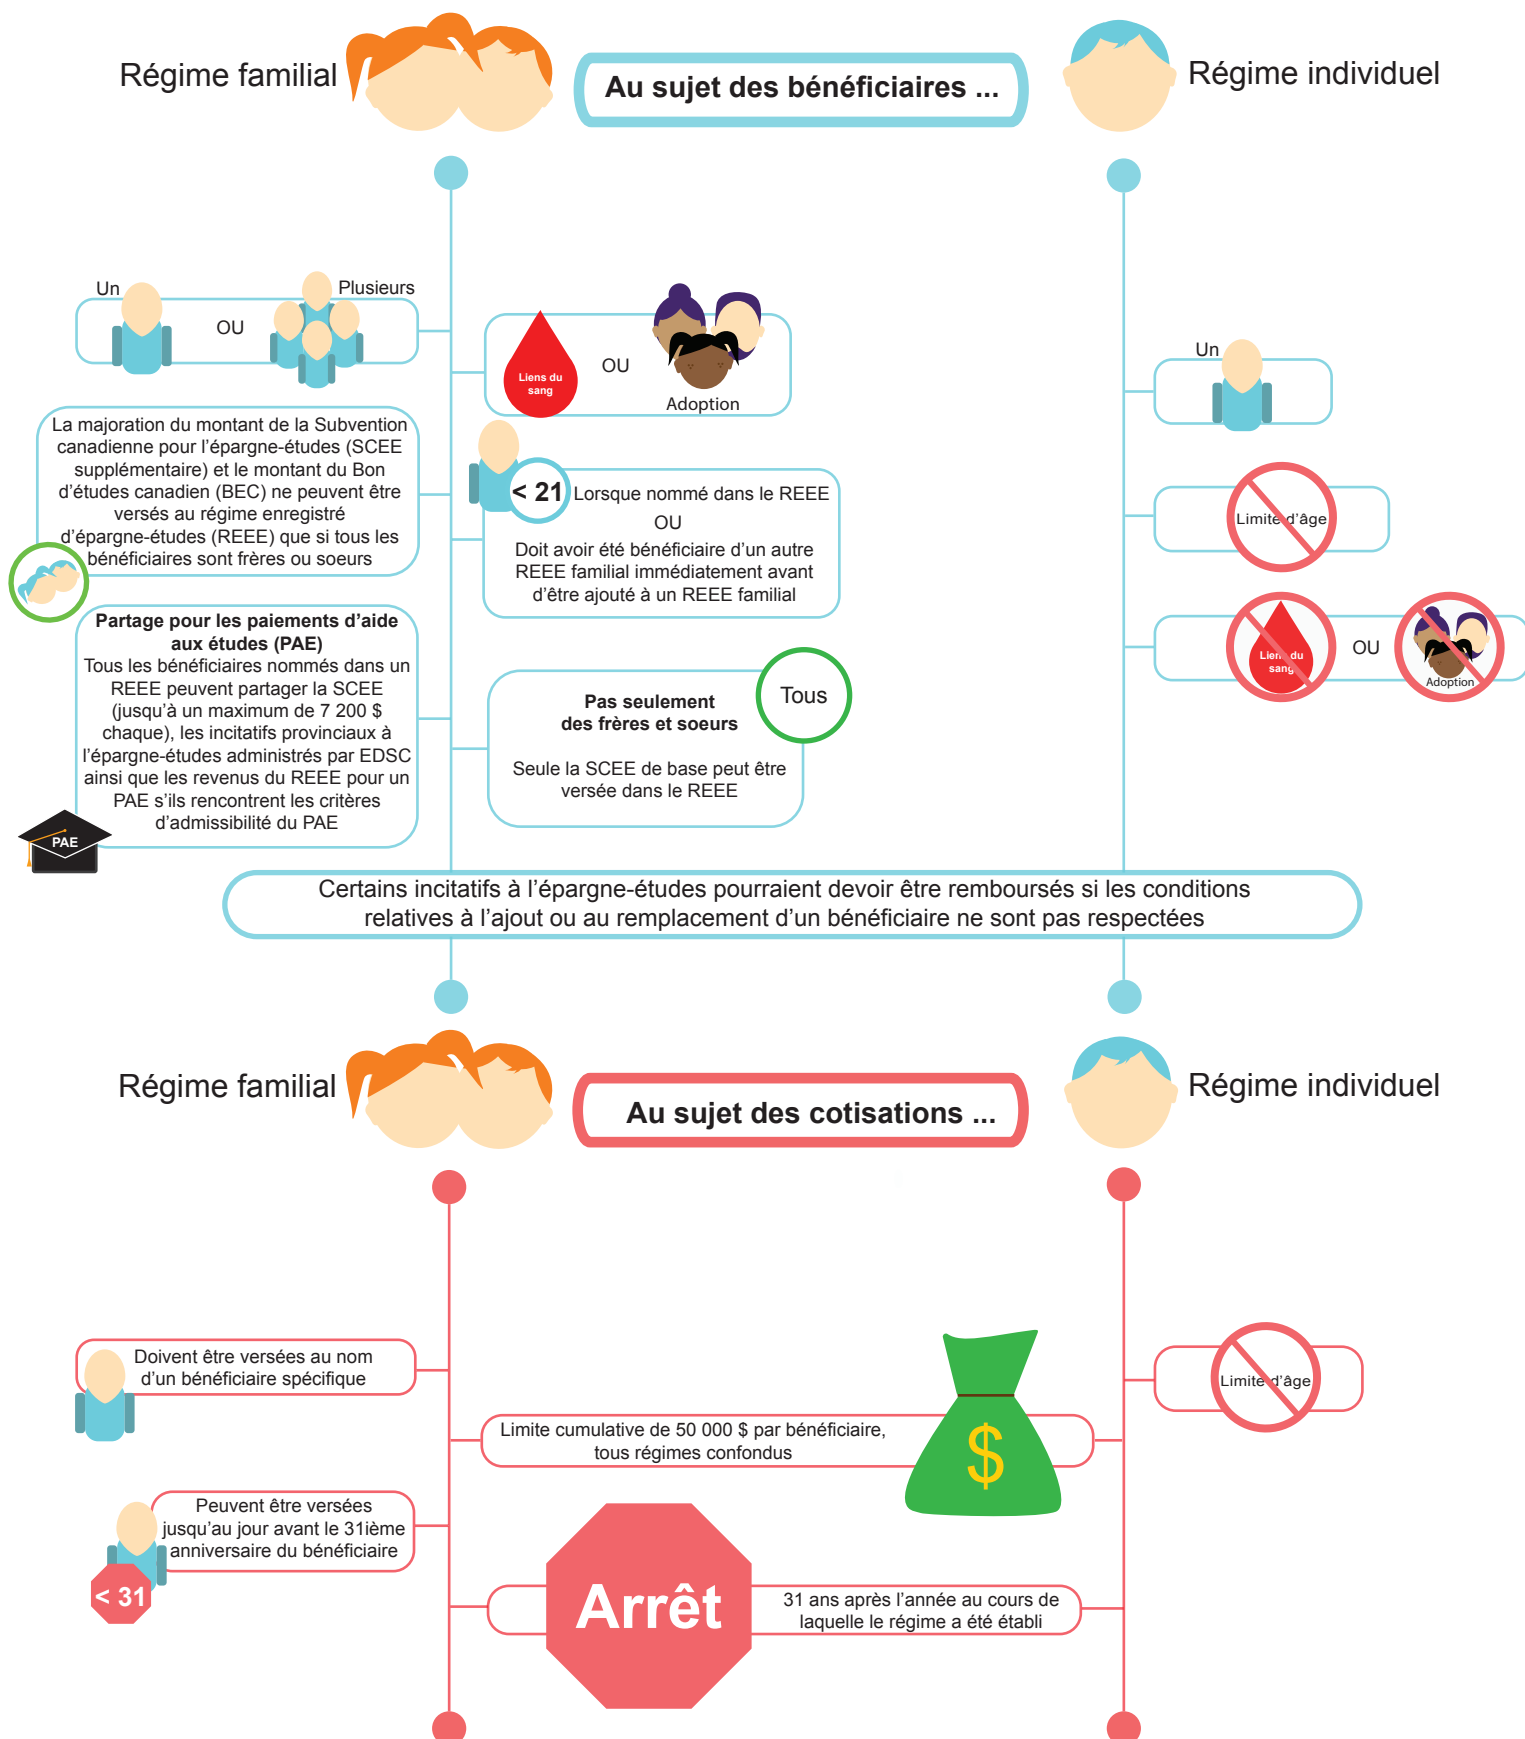 Régime familial
Au sujet des bénéficiaires ...
Régime individuel
Un
OU
Plusieurs
Liens du
sang
OU
Adoption
La majoration du montant de la Subvention
canadienne pour l'épargne-études (SCEE
supplémentaire) et le montant du Bon
d'études canadien (BEC) ne peuvent être
versés au régime enregistré
d'épargne-études (REEE) que si tous les
bénéficiaires sont frères ou soeurs
< 21
Lorsque nommé dans le REEE
OU
Doit avoir été bénéficiaire d'un autre
REEE familial immédiatement avant
d'être ajouté à un REEE familial
Partage pour les paiements d'aide
aux études (PAE)
Tous les bénéficiaires nommés dans un
REEE peuvent partager la SCEE
(jusqu'à un maximum de 7 200 $
chaque), les incitatifs provinciaux à
l'épargne-études administrés par EDSC
ainsi que les revenus du REEE pour un
PAE s'ils rencontrent les critères
d'admissibilité du PAE
PAE
Pas seulement
des frères et soeurs
Tous
Seule la SCEE de base peut être
versée dans le REEE
Un
Limite d'âge
Liens du
sang
OU
Adoption
Certains incitatifs à l'épargne-études pourraient devoir être remboursés si les conditions
relatives à l'ajout ou au remplacement d'un bénéficiaire ne sont pas respectées
Régime familial
Au sujet des cotisations ...
Régime individuel
Doivent être versées au nom
d'un bénéficiaire spécifique
Limite d'âge
Limite cumulative de 50 000 $ par bénéficiaire,
tous régimes confondus
$
Peuvent être versées
jusqu'au jour avant le 31ième
anniversaire du bénéficiaire
< 31
Arrêt
31 ans après l'année au cours de
laquelle le régime a été établi